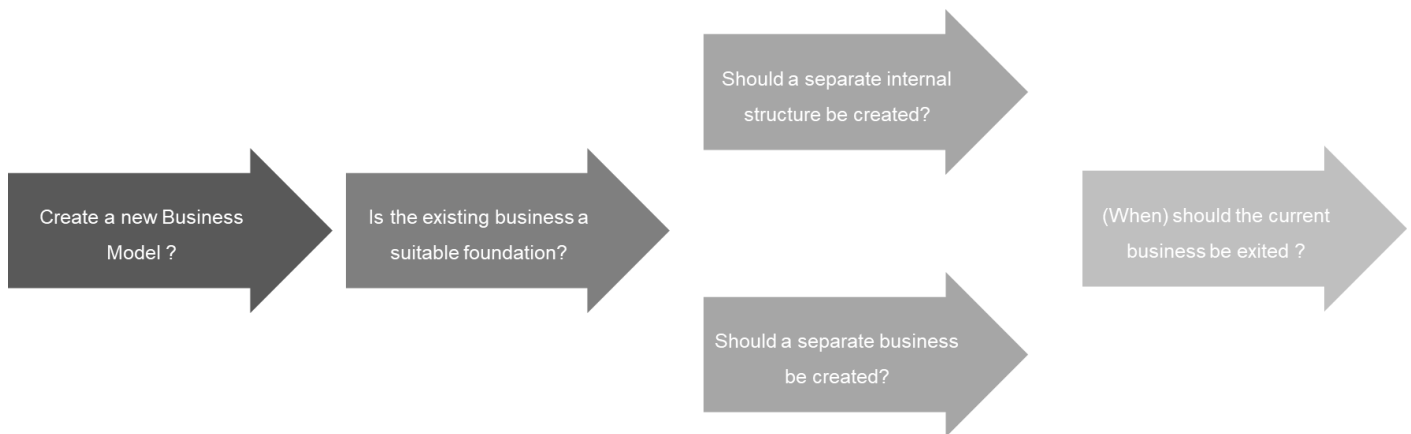 Create a new Business
Model ?
Is the existing business a
suitable foundation?
Should a separate internal
structure be created?
Should a separate business
be created?
(When) should the current
business be exited ?